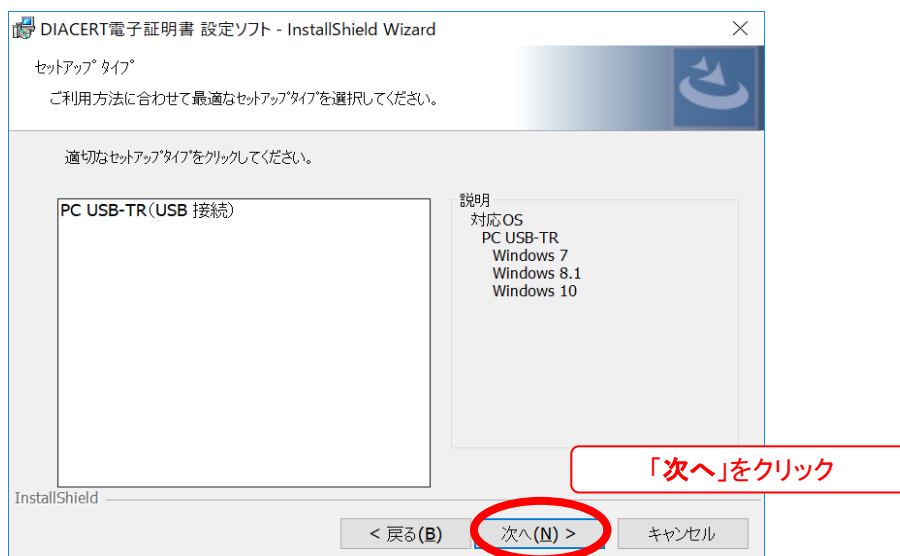 DIACERT電子証明書 設定ソフト - InstallShield Wizard
セットアップ タイプ
ご利用方法に合わせて最適なセットアップタイプを選択してください。
適切なセットアップタイプをクリックしてください。
PC USB-TR(USB 接続)
説明
対応OS
PC USB-TR
Windows 7
Windows 8.1
Windows 10
「次へ」をクリック
InstallShield
< 戻る(B)
次へ(N) >
キャンセル